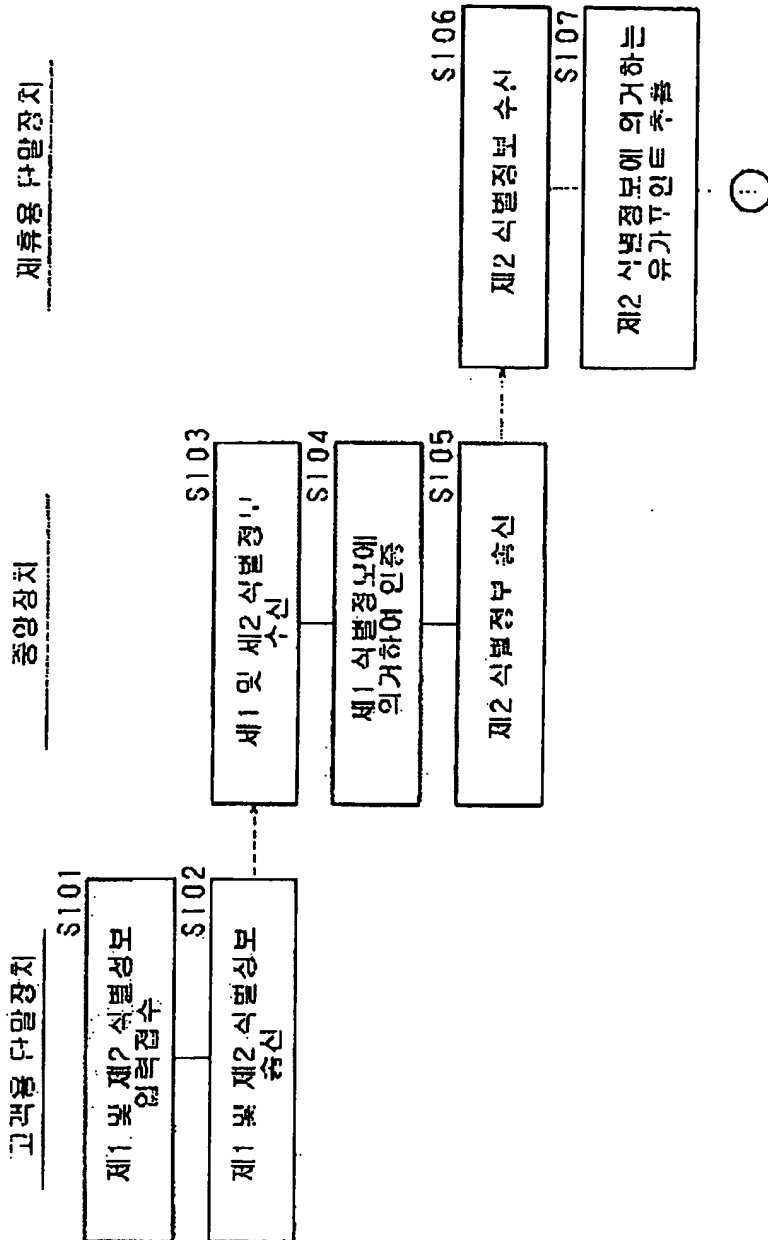 고객용 단말장치
S101
제1 및 제2 식별정보
입력접수
S102
제1 및 제2 식별정보
송신
중앙장치
S103
제1 및 제2 식별정보
수신
S104
제1 식별정보에
의거하여 인증
S105
제2 식별정보 송신
제휴용 단말장치
S106
제2 식별정보 수신
S107
제2 식별정보에 의거하는
유가포인트 추출